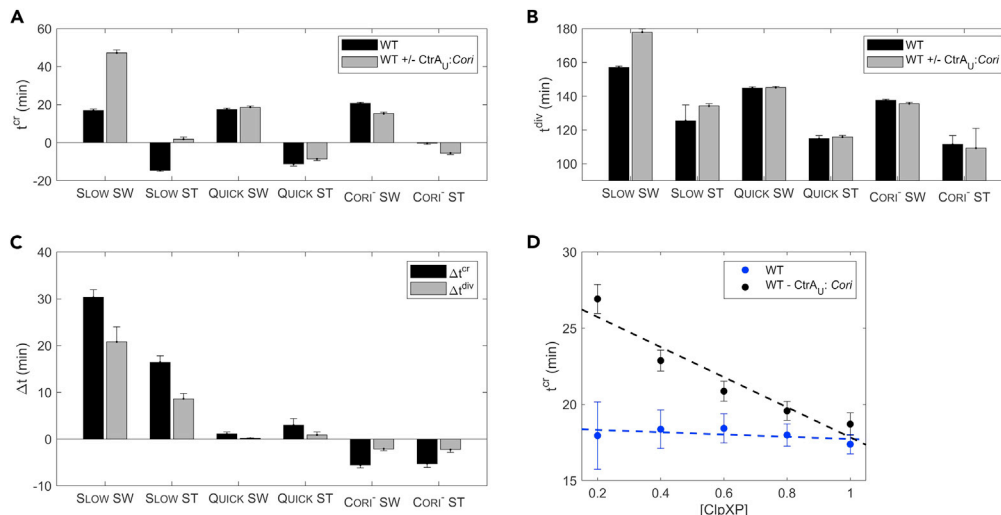 A
60
40
20
0
-20
t^cr (min)
WT
WT +/- CtrA_U:Cori
SLOW SW
SLOW ST
QUICK SW
QUICK ST
CORI⁻ SW
CORI⁻ ST
B
180
160
140
120
100
t^div (min)
WT
WT +/- CtrA_U:Cori
SLOW SW
SLOW ST
QUICK SW
QUICK ST
CORI⁻ SW
CORI⁻ ST
C
40
30
20
10
0
-10
Δt (min)
Δt^cr
Δt^div
SLOW SW
SLOW ST
QUICK SW
QUICK ST
CORI⁻ SW
CORI⁻ ST
D
30
25
20
15
t^cr (min)
WT
WT - CtrA_U: Cori
0.2
0.4
0.6
0.8
1
[ClpXP]